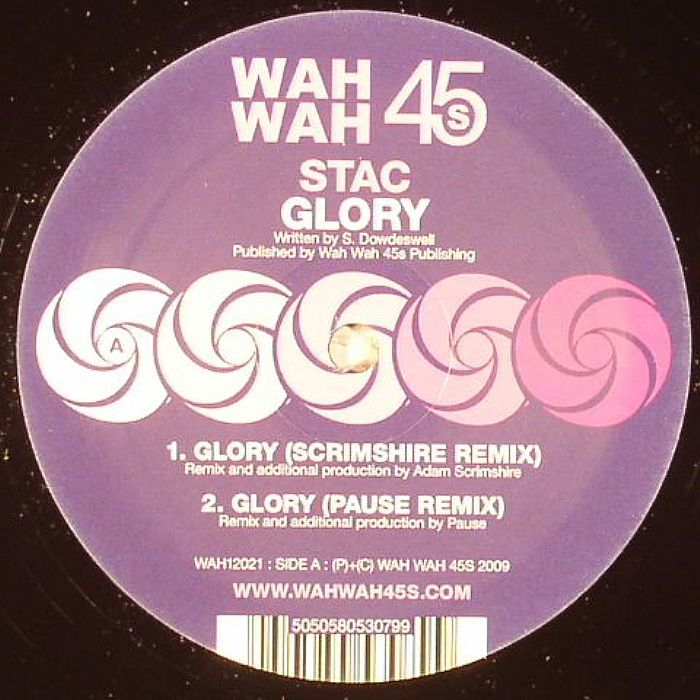 WAH
WAH 45s
STAC
GLORY
Written by S. Dowdeswell
Published by Wah Wah 45s Publishing
A
1. GLORY (SCRIMSHIRE REMIX)
Remix and additional production by Adam Scrimshire
2. GLORY (PAUSE REMIX)
Remix and additional production by Pause
WAH12021 : SIDE A : (P)+(C) WAH WAH 45S 2009
WWW.WAHWAH45S.COM
5050580530799